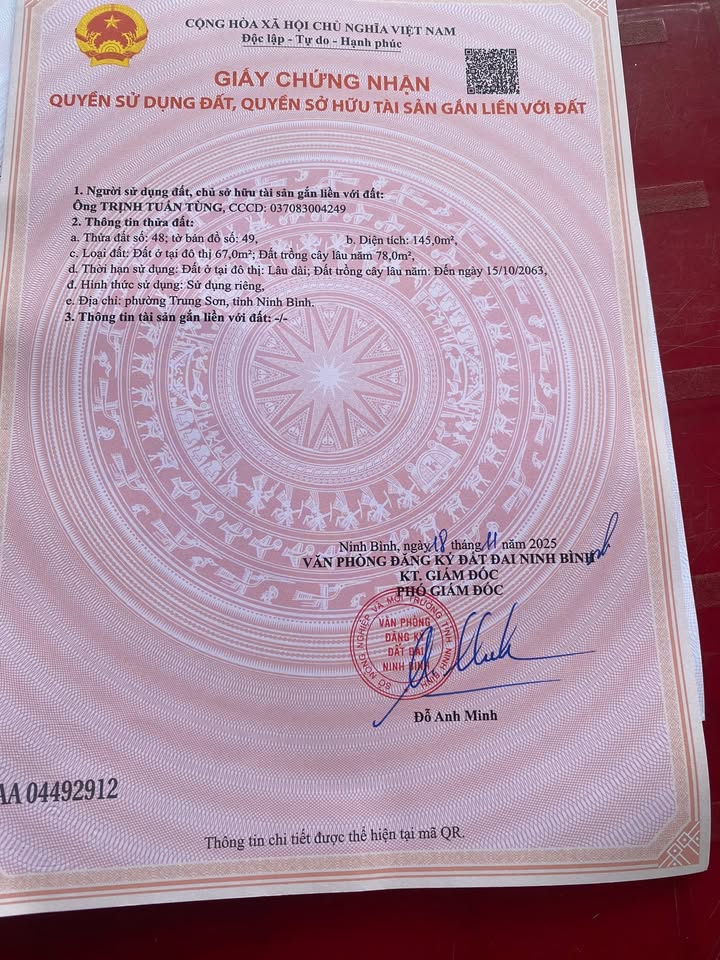 CỘNG HÒA XÃ HỘI CHỦ NGHĨA VIỆT NAM
Độc lập - Tự do - Hạnh phúc
GIẤY CHỨNG NHẬN
QUYỀN SỬ DỤNG ĐẤT, QUYỀN SỞ HỮU TÀI SẢN GẮN LIỀN VỚI ĐẤT
1. Người sử dụng đất, chủ sở hữu tài sản gắn liền với đất:
Ông TRỊNH TUẤN TÙNG, CCCD: 037083004249
2. Thông tin thửa đất:
a. Thửa đất số: 48; tờ bản đồ số: 49, b. Diện tích: 145,0m²,
c. Loại đất: Đất ở tại đô thị 67,0m²; Đất trồng cây lâu năm 78,0m²,
d. Thời hạn sử dụng: Đất ở tại đô thị: Lâu dài; Đất trồng cây lâu năm: Đến ngày 15/10/2063,
đ. Hình thức sử dụng: Sử dụng riêng,
e. Địa chỉ: phường Trung Sơn, tỉnh Ninh Bình.
3. Thông tin tài sản gắn liền với đất: -/-
Ninh Bình, ngày 18 tháng 11 năm 2025
VĂN PHÒNG ĐĂNG KÝ ĐẤT ĐAI NINH BÌNH
KT. GIÁM ĐỐC
PHÓ GIÁM ĐỐC
SỞ NÔNG NGHIỆP VÀ MÔI TRƯỜNG TỈNH NINH BÌNH
VĂN PHÒNG
ĐĂNG KÝ
ĐẤT ĐAI
NINH BÌNH
Đỗ Anh Minh
AA 04492912
Thông tin chi tiết được thể hiện tại mã QR.